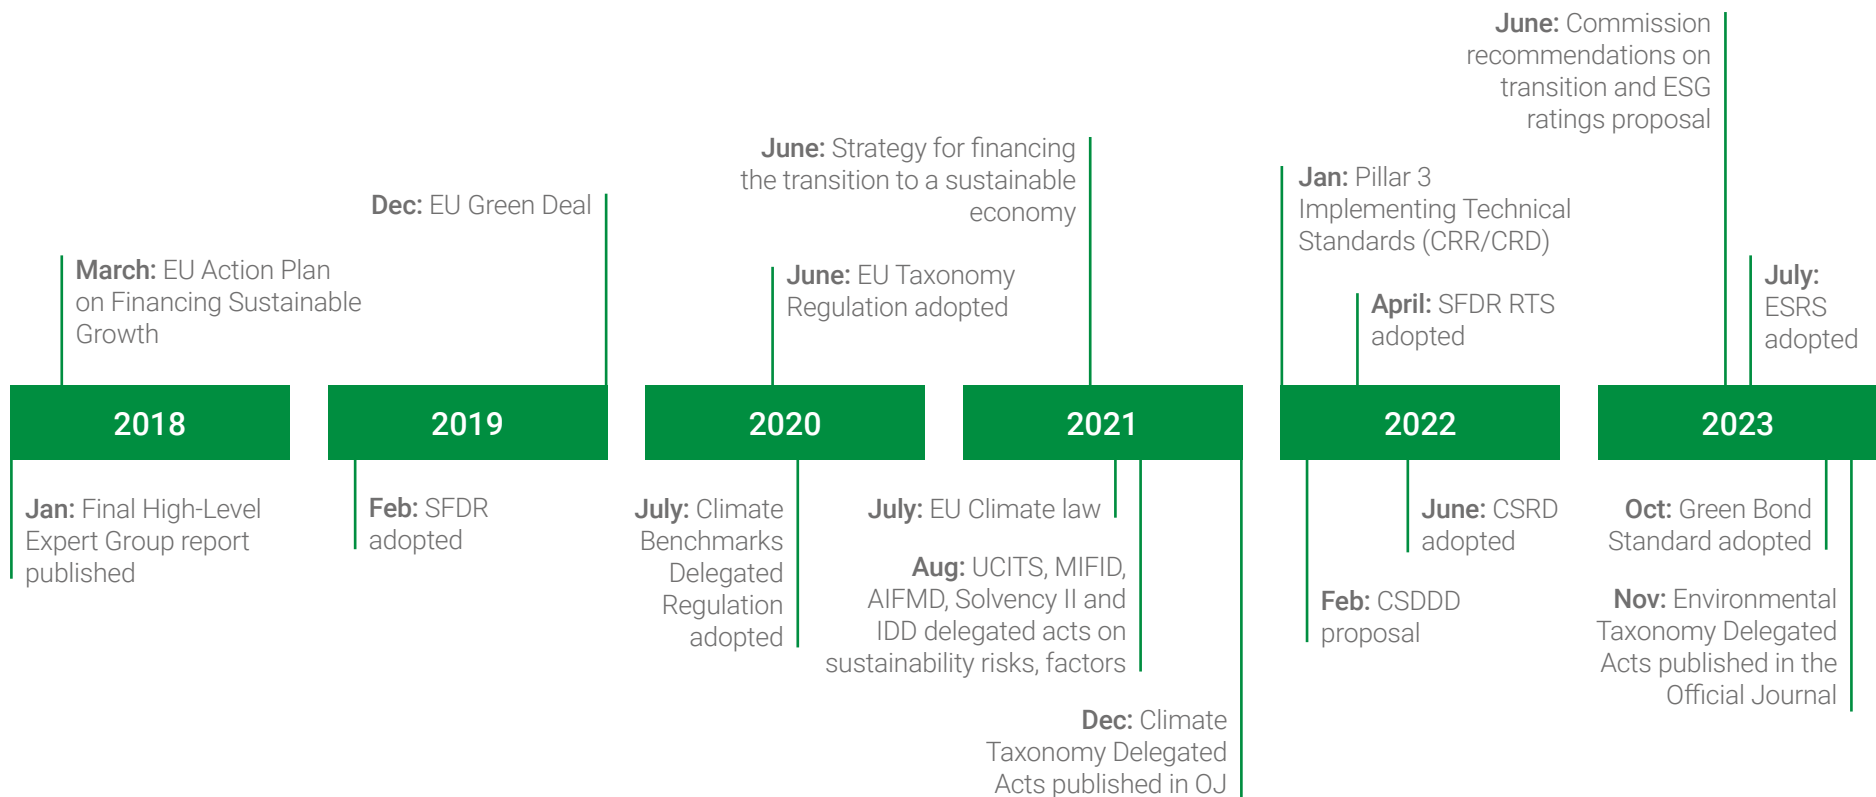 June: Commission
recommendations on
transition and ESG
ratings proposal
June: Strategy for financing
the transition to a sustainable
economy
Jan: Pillar 3
Implementing Technical
Standards (CRR/CRD)
Dec: EU Green Deal
March: EU Action Plan
on Financing Sustainable
Growth
June: EU Taxonomy
Regulation adopted
April: SFDR RTS
adopted
July:
ESRS
adopted
2018
2019
2020
2021
2022
2023
Jan: Final High-Level
Expert Group report
published
Feb: SFDR
adopted
July: Climate
Benchmarks
Delegated
Regulation
adopted
July: EU Climate law
Aug: UCITS, MIFID,
AIFMD, Solvency II and
IDD delegated acts on
sustainability risks, factors
Dec: Climate
Taxonomy Delegated
Acts published in OJ
Feb: CSDDD
proposal
June: CSRD
adopted
Oct: Green Bond
Standard adopted
Nov: Environmental
Taxonomy Delegated
Acts published in the
Official Journal